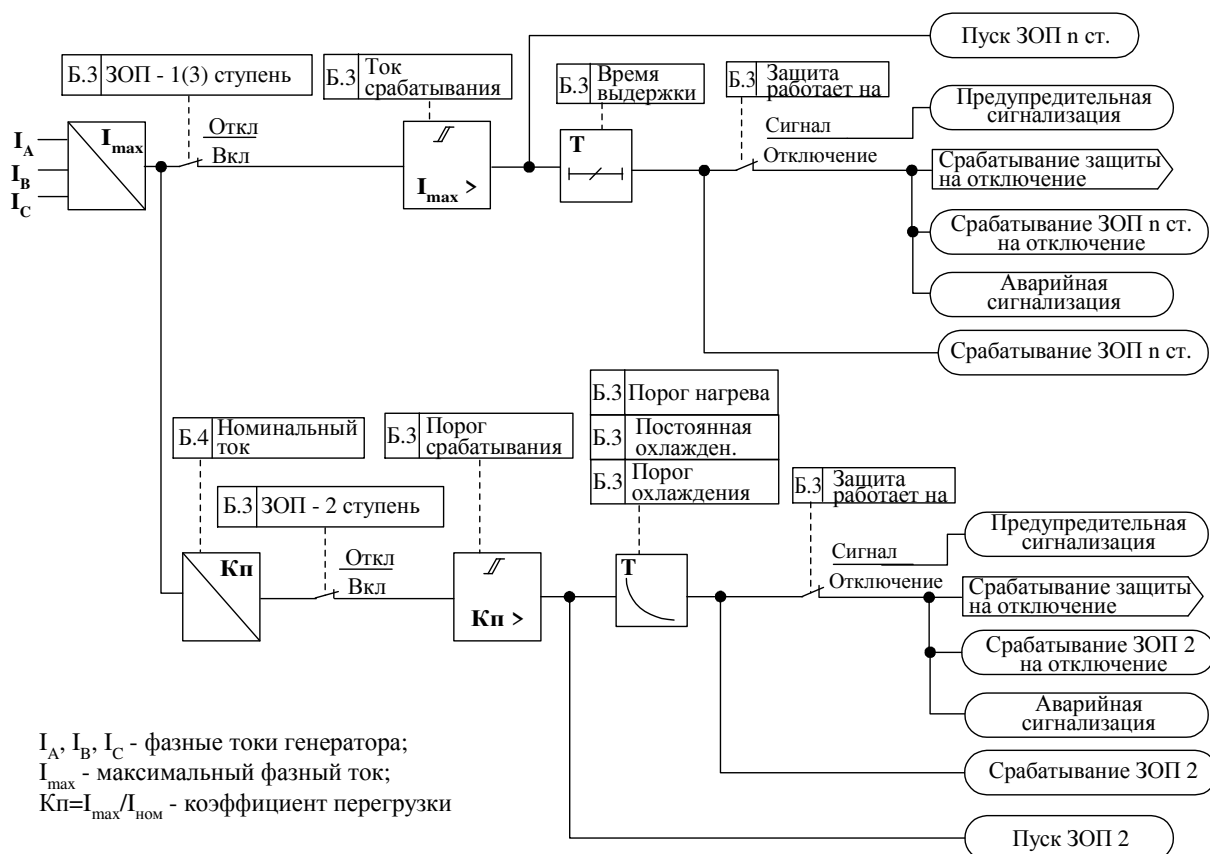 Пуск ЗОП n ст.
Б.3 ЗОП - 1(3) ступень
Б.3 Ток
срабатывания
Б.3 Время
выдержки
Б.3 Защита
работает на
Предупредительная
сигнализация
Сигнал
Откл
Вкл
I_A
I_B
I_C
I_max
I_max >
T
Отключение
Срабатывание защиты
на отключение
Срабатывание ЗОП n ст.
на отключение
Аварийная
сигнализация
Срабатывание ЗОП n ст.
Б.3 Порог нагрева
Б.3 Постоянная
охлажден.
Б.3 Порог
охлаждения
Б.4 Номинальный
ток
Б.3 Порог
срабатывания
Б.3 Защита
работает на
Б.3 ЗОП - 2 ступень
Предупредительная
сигнализация
Сигнал
Откл
Вкл
Кп
Кп >
T
Отключение
Срабатывание защиты
на отключение
Срабатывание ЗОП 2
на отключение
Аварийная
сигнализация
Срабатывание ЗОП 2
Пуск ЗОП 2
I_A, I_B, I_C - фазные токи генератора;
I_max - максимальный фазный ток;
Кп=I_max/I_ном - коэффициент перегрузки